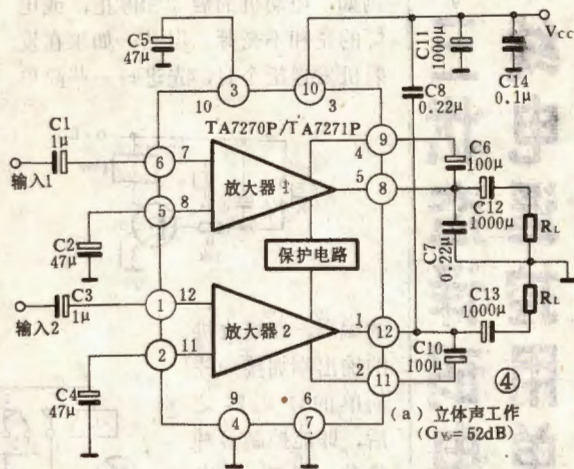 C5
47μ
10
3
10
3
C11
1000μ
Vcc
C14
0.1μ
C8
0.22μ
TA7270P/TA7271P
C1
1μ
输入1
6
7
放大器1
4
9
5
8
C6
100μ
C12
1000μ
RL
5
8
C2
47μ
保护电路
C7
0.22μ
C3
1μ
输入2
1
12
放大器2
1
12
C13
1000μ
RL
2
11
C10
100μ
2
11
C4
47μ
9
4
6
7
④
(a) 立体声工作
(Gv=52dB)